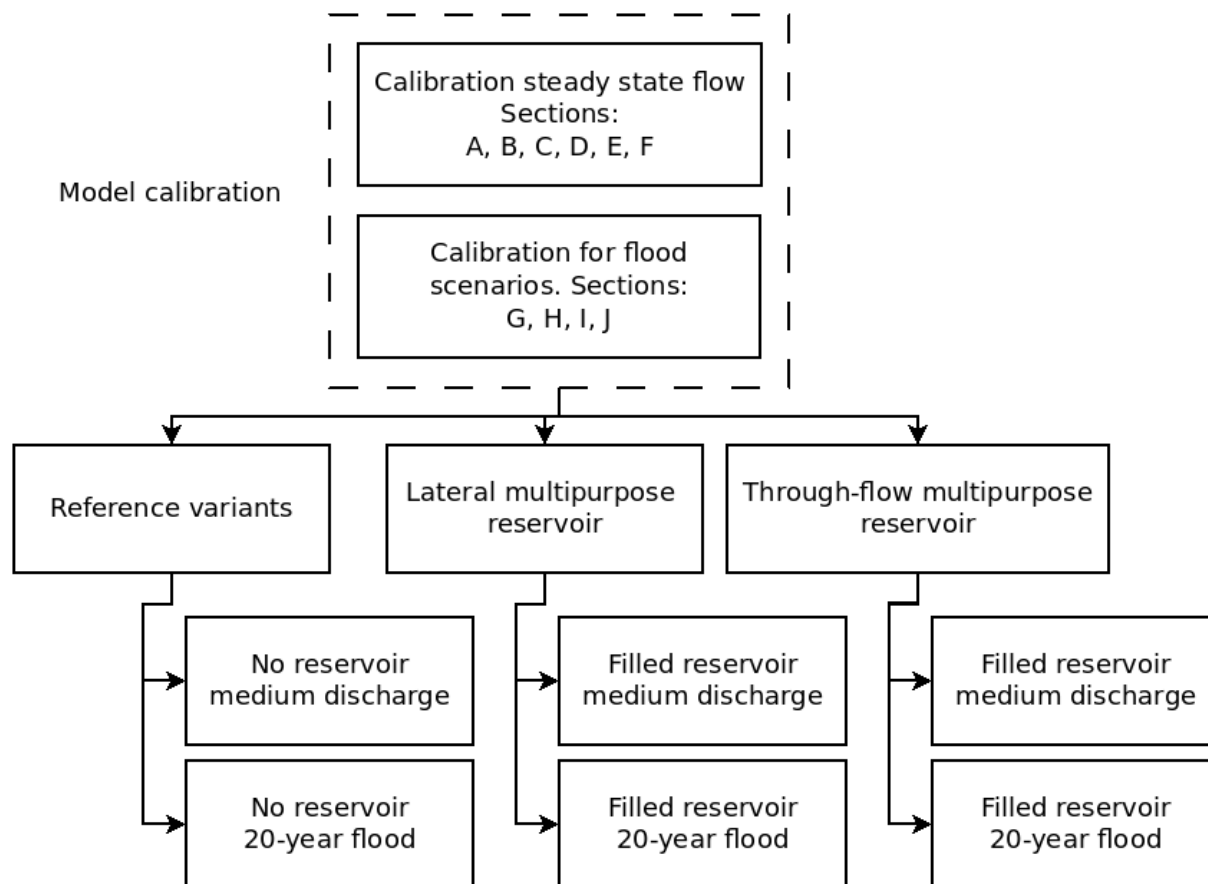 Calibration steady state flow
Sections:
A, B, C, D, E, F
Model calibration
Calibration for flood
scenarios. Sections:
G, H, I, J
Reference variants
Lateral multipurpose
reservoir
Through-flow multipurpose
reservoir
No reservoir
medium discharge
Filled reservoir
medium discharge
Filled reservoir
medium discharge
No reservoir
20-year flood
Filled reservoir
20-year flood
Filled reservoir
20-year flood